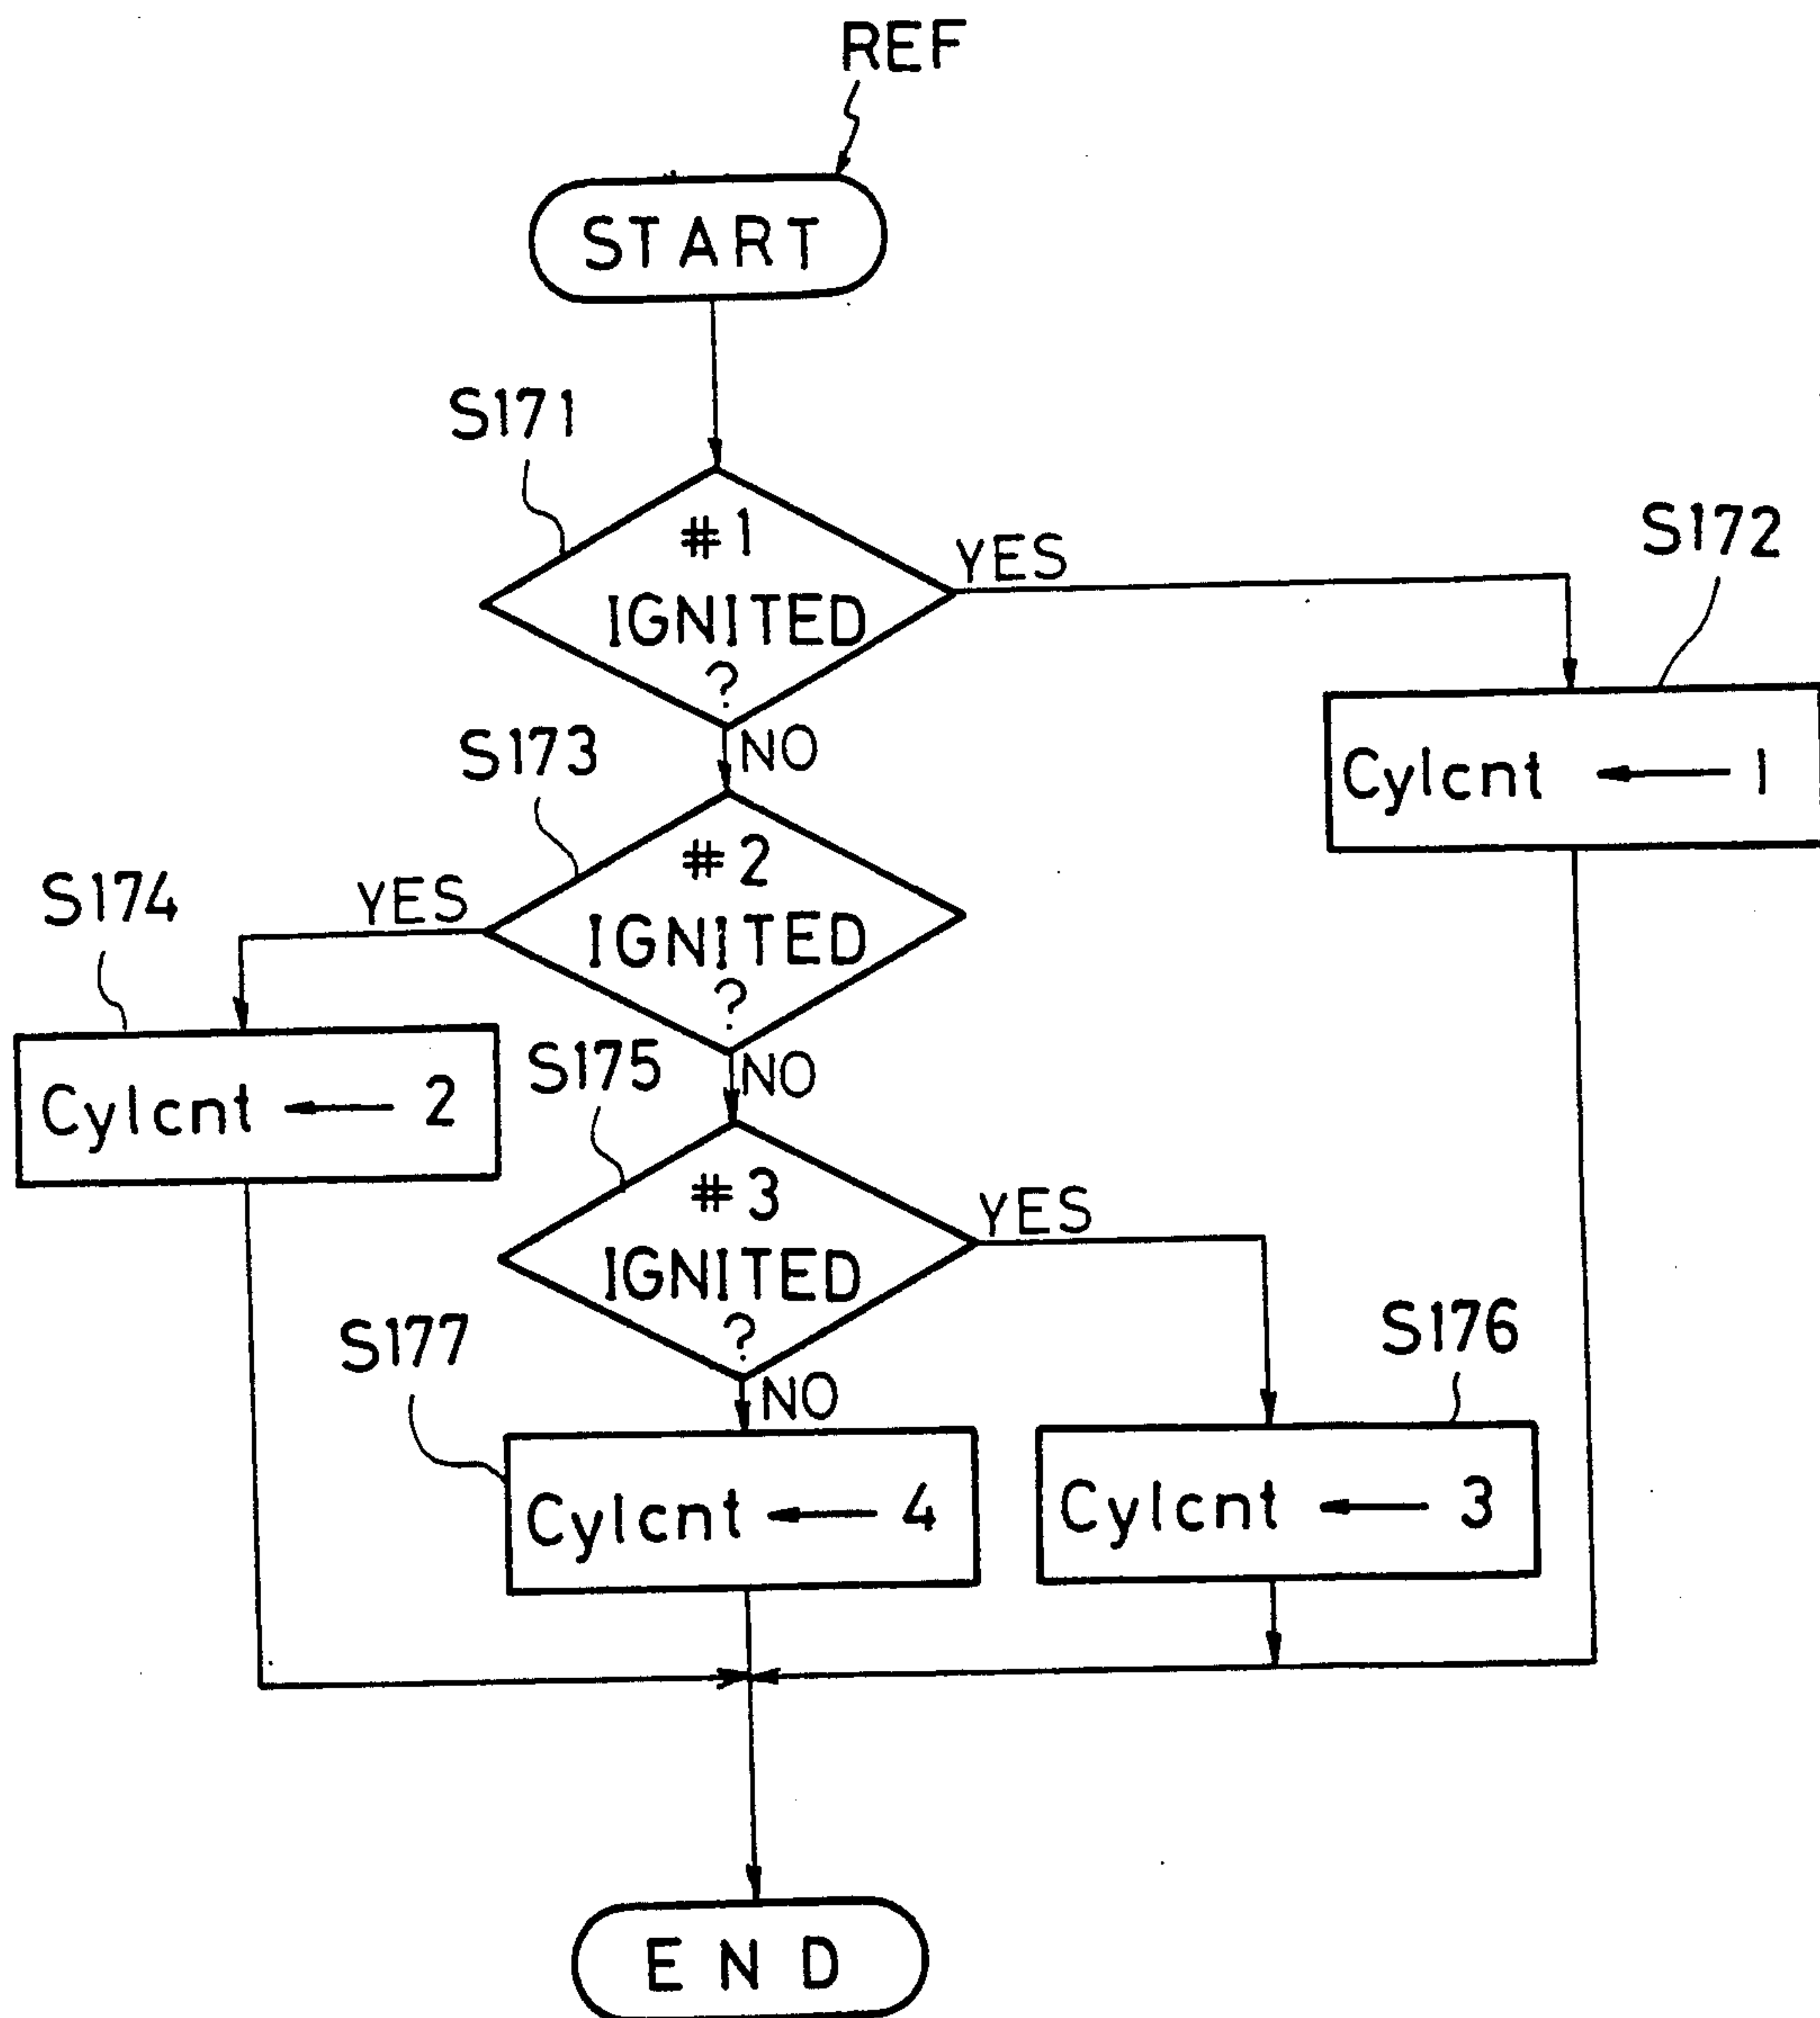 REF
START
S171
#1
IGNITED
?
YES
S172
NO
Cylcnt ← 1
S173
#2
IGNITED
?
YES
S174
NO
Cylcnt ← 2
S175
#3
IGNITED
?
YES
S176
S177
NO
Cylcnt ← 4
Cylcnt ← 3
END